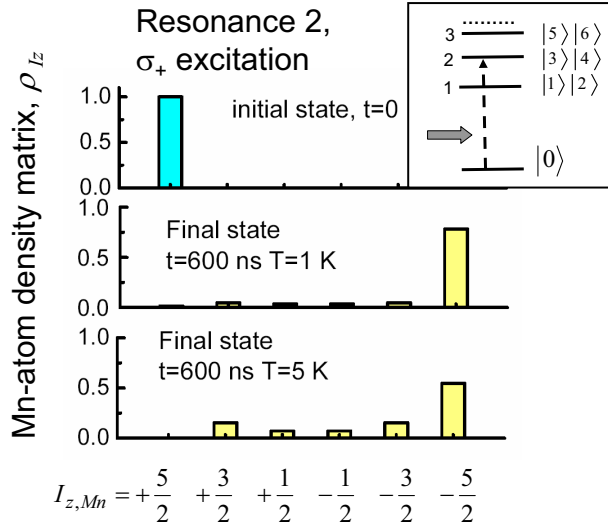 Resonance 2,
σ+ excitation
Mn-atom density matrix, ρ_Iz
1.0
0.5
0.0
initial state, t=0
.........
3 |5⟩|6⟩
2 |3⟩|4⟩
1 |1⟩|2⟩
|0⟩
1.0
0.5
0.0
Final state
t=600 ns T=1 K
1.0
0.5
0.0
Final state
t=600 ns T=5 K
I_z,Mn = +5/2 +3/2 +1/2 −1/2 −3/2 −5/2